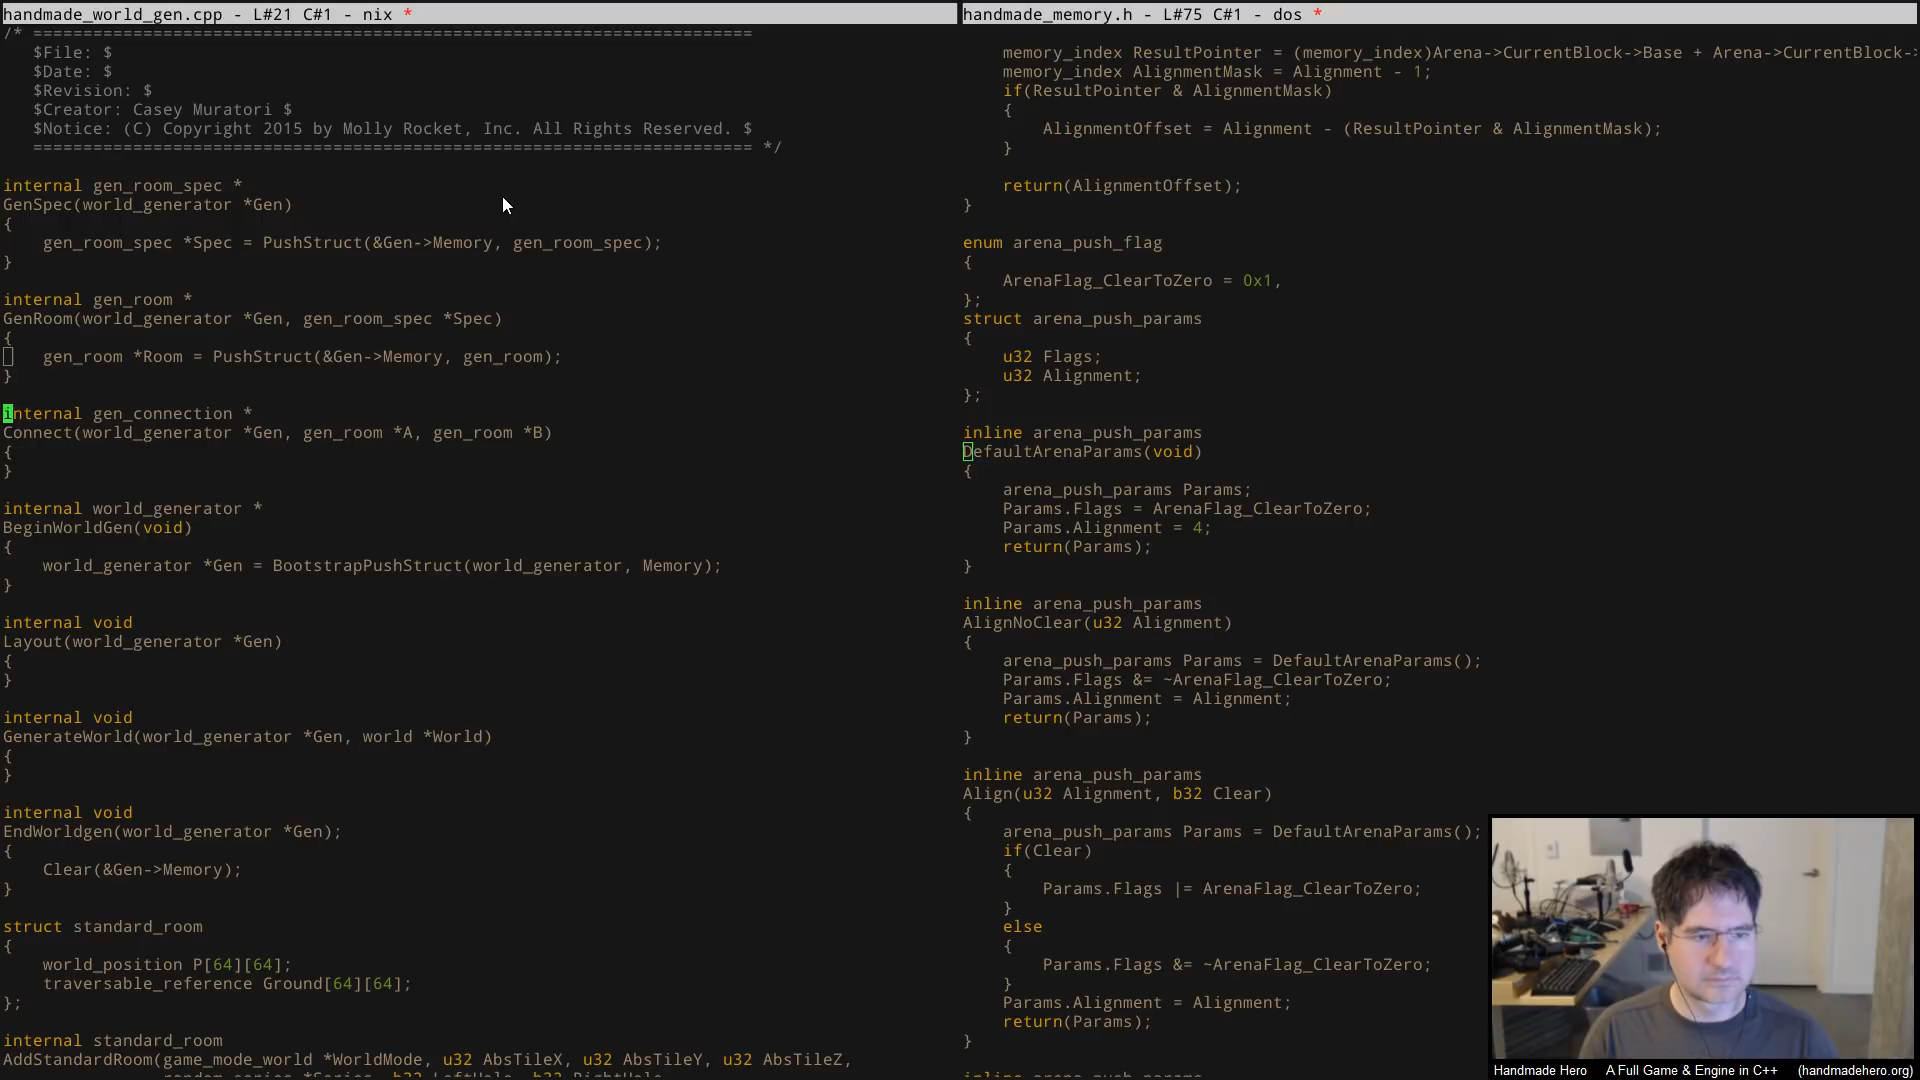 handmade_world_gen.cpp - L#21 C#1 - nix *
/* ========================================================================
$File: $
$Date: $
$Revision: $
$Creator: Casey Muratori $
$Notice: (C) Copyright 2015 by Molly Rocket, Inc. All Rights Reserved. $
======================================================================== */
internal gen_room_spec *
GenSpec(world_generator *Gen)
{
gen_room_spec *Spec = PushStruct(&Gen->Memory, gen_room_spec);
}
internal gen_room *
GenRoom(world_generator *Gen, gen_room_spec *Spec)
{
gen_room *Room = PushStruct(&Gen->Memory, gen_room);
}
internal gen_connection *
Connect(world_generator *Gen, gen_room *A, gen_room *B)
{
}
internal world_generator *
BeginWorldGen(void)
{
world_generator *Gen = BootstrapPushStruct(world_generator, Memory);
}
internal void
Layout(world_generator *Gen)
{
}
internal void
GenerateWorld(world_generator *Gen, world *World)
{
}
internal void
EndWorldgen(world_generator *Gen);
{
Clear(&Gen->Memory);
}
struct standard_room
{
world_position P[64][64];
traversable_reference Ground[64][64];
};
internal standard_room
AddStandardRoom(game_mode_world *WorldMode, u32 AbsTileX, u32 AbsTileY, u32 AbsTileZ,
random_series *Series, b32 LeftHole, b32 RightHole
handmade_memory.h - L#75 C#1 - dos *
memory_index ResultPointer = (memory_index)Arena->CurrentBlock->Base + Arena->CurrentBlock->
memory_index AlignmentMask = Alignment - 1;
if(ResultPointer & AlignmentMask)
{
AlignmentOffset = Alignment - (ResultPointer & AlignmentMask);
}
return(AlignmentOffset);
}
enum arena_push_flag
{
ArenaFlag_ClearToZero = 0x1,
};
struct arena_push_params
{
u32 Flags;
u32 Alignment;
};
inline arena_push_params
DefaultArenaParams(void)
{
arena_push_params Params;
Params.Flags = ArenaFlag_ClearToZero;
Params.Alignment = 4;
return(Params);
}
inline arena_push_params
AlignNoClear(u32 Alignment)
{
arena_push_params Params = DefaultArenaParams();
Params.Flags &= ~ArenaFlag_ClearToZero;
Params.Alignment = Alignment;
return(Params);
}
inline arena_push_params
Align(u32 Alignment, b32 Clear)
{
arena_push_params Params = DefaultArenaParams();
if(Clear)
{
Params.Flags |= ArenaFlag_ClearToZero;
}
else
{
Params.Flags &= ~ArenaFlag_ClearToZero;
}
Params.Alignment = Alignment;
return(Params);
}
inline arena_push_params
Handmade Hero A Full Game & Engine in C++ (handmadehero.org)